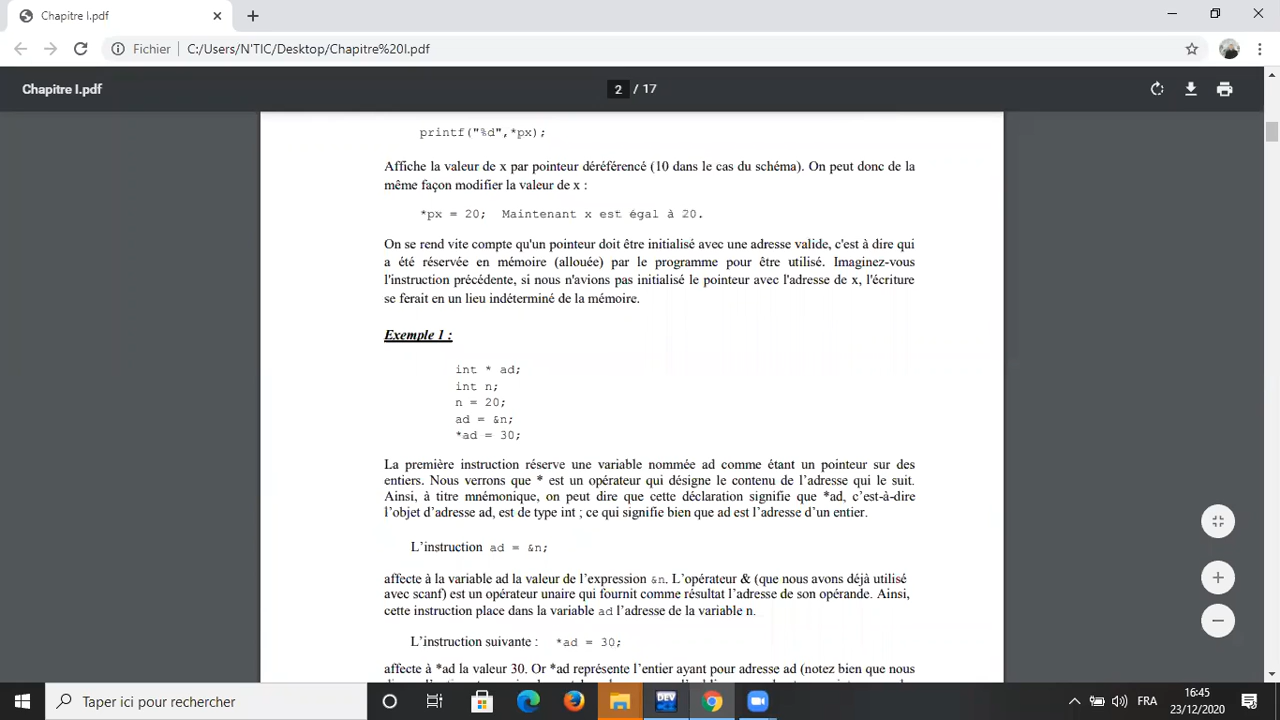 Chapitre I.pdf
Fichier
C:/Users/N'TIC/Desktop/Chapitre%20I.pdf
Chapitre I.pdf
2 / 17
printf("%d",*px);
Affiche la valeur de x par pointeur déréférencé (10 dans le cas du schéma). On peut donc de la
même façon modifier la valeur de x :
*px = 20; Maintenant x est égal à 20.
On se rend vite compte qu'un pointeur doit être initialisé avec une adresse valide, c'est à dire qui
a été réservée en mémoire (allouée) par le programme pour être utilisé. Imaginez-vous
l'instruction précédente, si nous n'avions pas initialisé le pointeur avec l'adresse de x, l'écriture
se ferait en un lieu indéterminé de la mémoire.
Exemple 1 :
int * ad;
int n;
n = 20;
ad = &n;
*ad = 30;
La première instruction réserve une variable nommée ad comme étant un pointeur sur des
entiers. Nous verrons que * est un opérateur qui désigne le contenu de l’adresse qui le suit.
Ainsi, à titre mnémonique, on peut dire que cette déclaration signifie que *ad, c’est-à-dire
l’objet d’adresse ad, est de type int ; ce qui signifie bien que ad est l’adresse d’un entier.
L’instruction ad = &n;
affecte à la variable ad la valeur de l’expression &n. L’opérateur & (que nous avons déjà utilisé
avec scanf) est un opérateur unaire qui fournit comme résultat l’adresse de son opérande. Ainsi,
cette instruction place dans la variable ad l’adresse de la variable n.
L’instruction suivante : *ad = 30;
affecte à *ad la valeur 30. Or *ad représente l’entier ayant pour adresse ad (notez bien que nous
Taper ici pour rechercher
DEV
FRA
16:45
23/12/2020